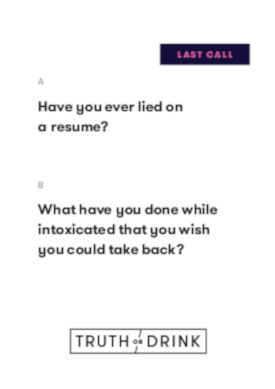 LAST CALL
A
Have you ever lied on
a resume?
B
What have you done while
intoxicated that you wish
you could take back?
TRUTH OR DRINK